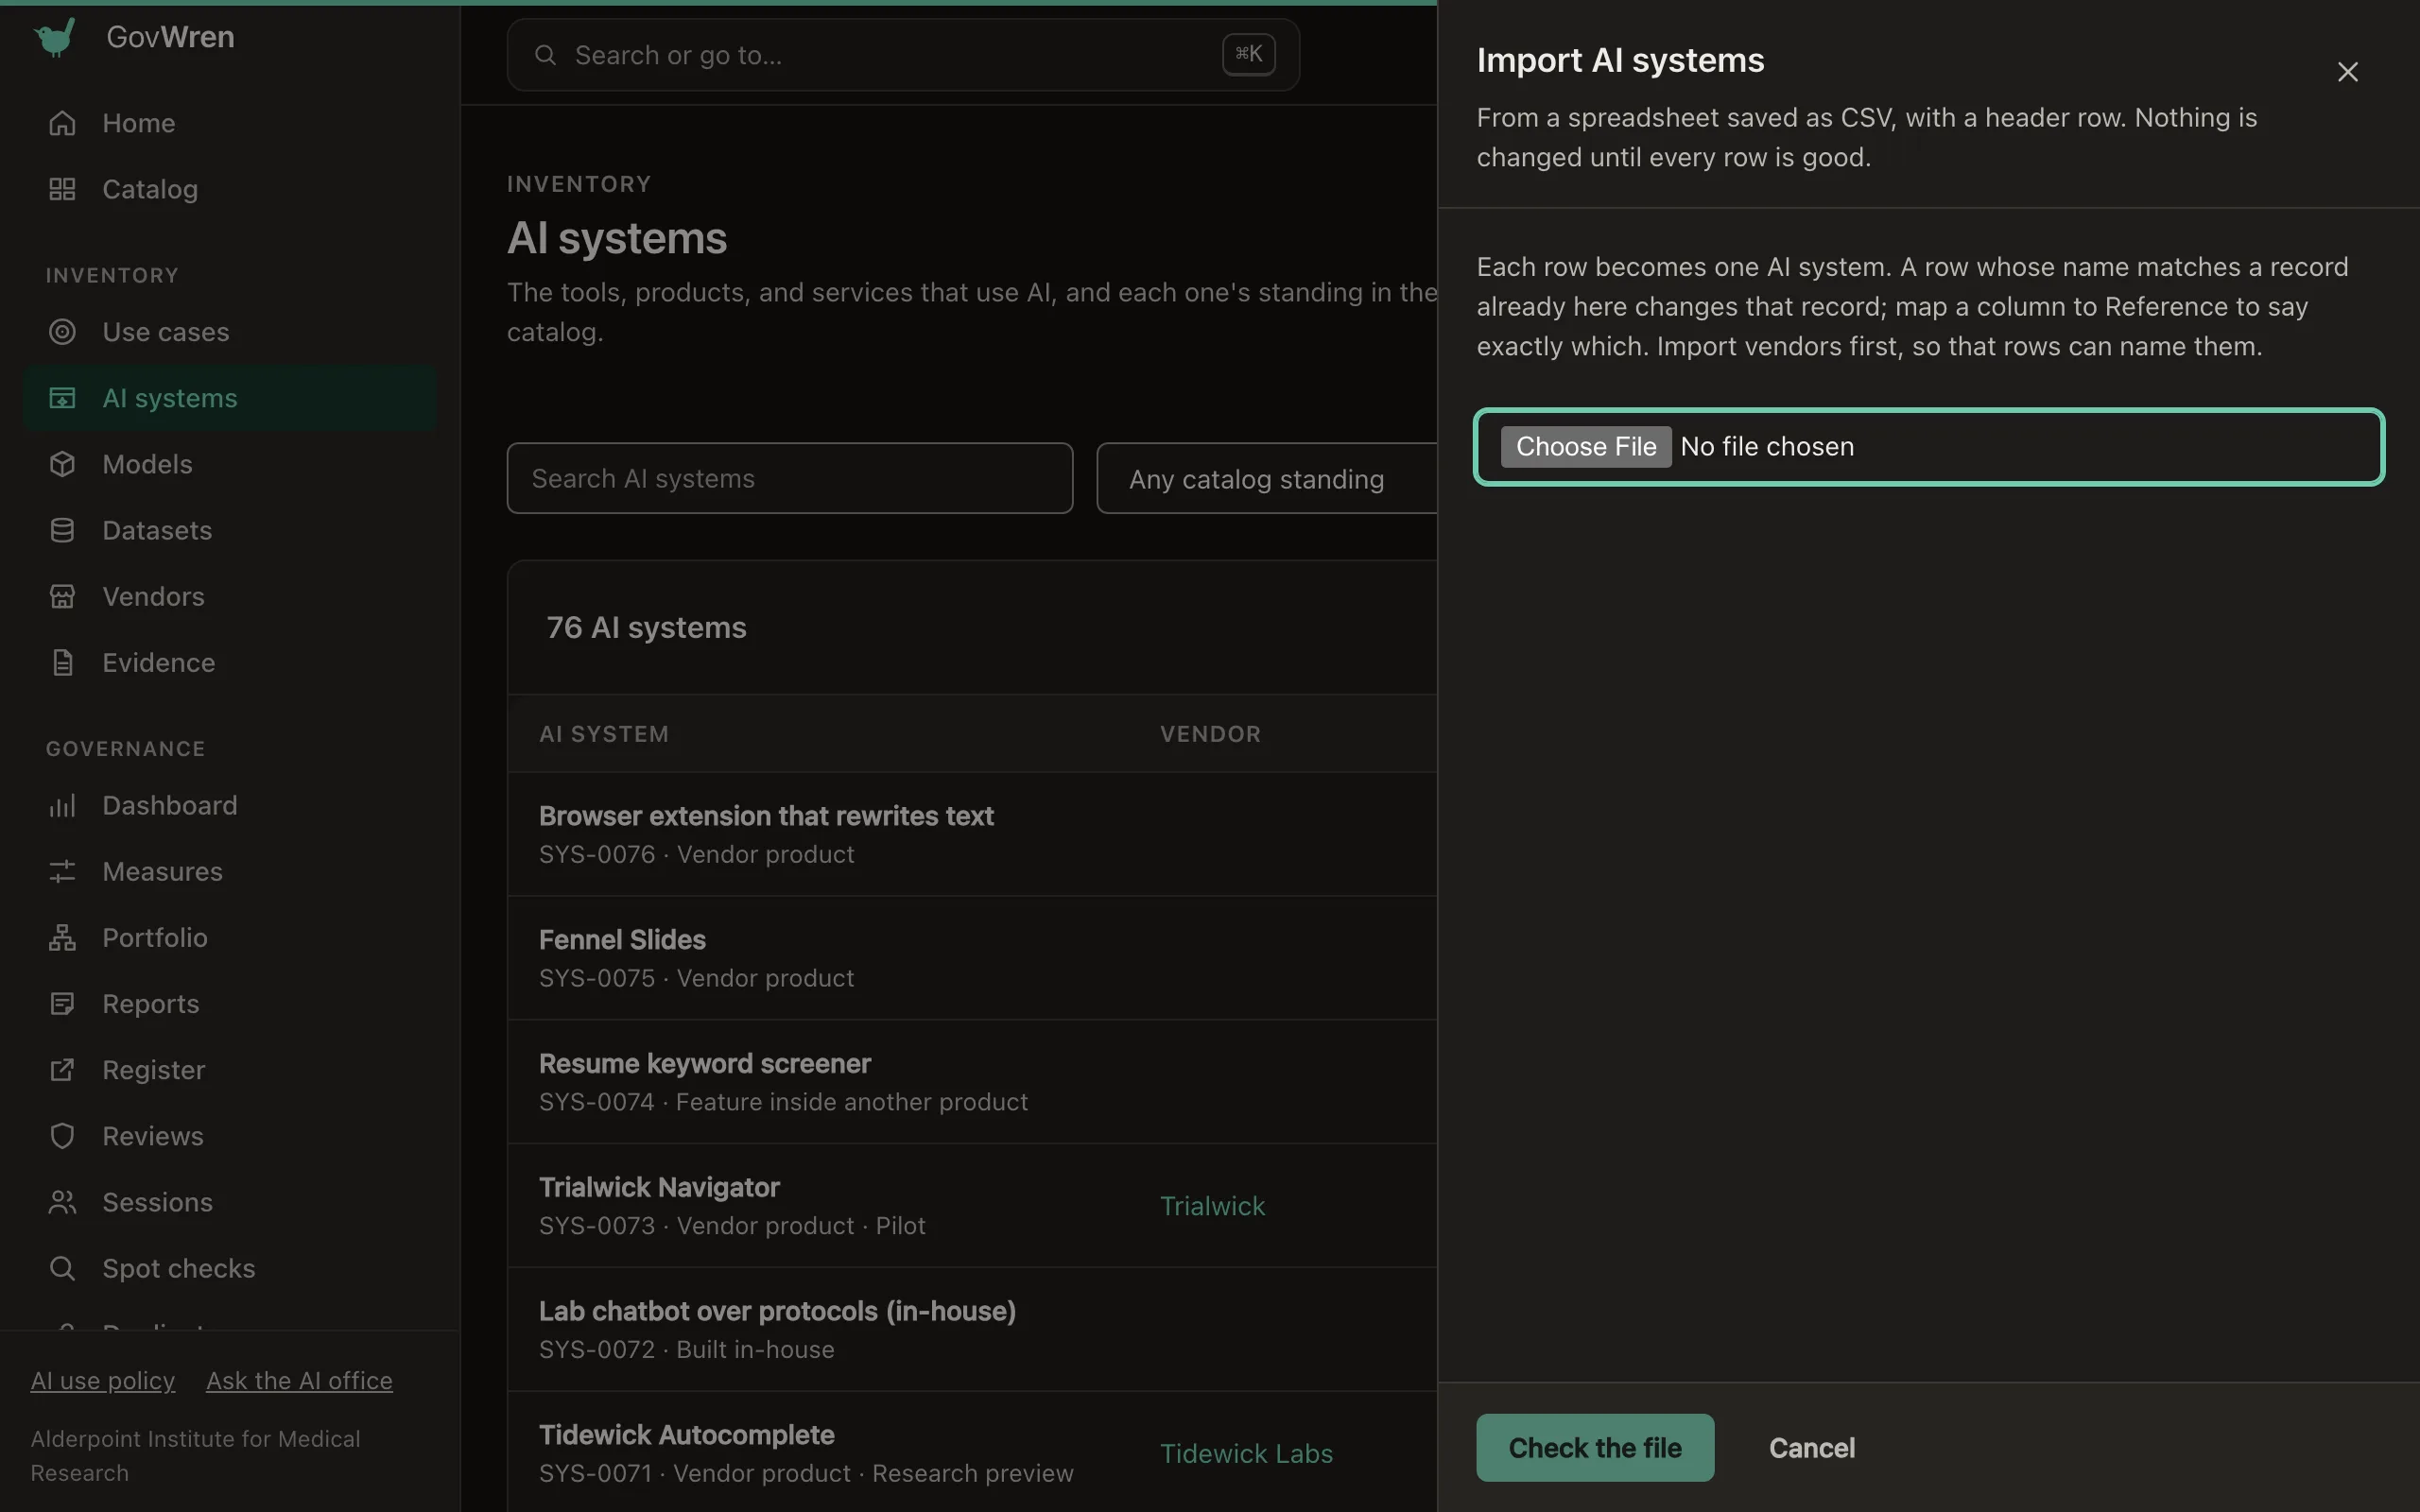 GovWren
Home
Catalog
INVENTORY
Use cases
AI systems
Models
Datasets
Vendors
Evidence
GOVERNANCE
Dashboard
Measures
Portfolio
Reports
Register
Reviews
Sessions
Spot checks
AI use policy
Ask the AI office
Alderpoint Institute for Medical
Research
Search or go to...
⌘K
INVENTORY
AI systems
The tools, products, and services that use AI, and each one's standing in the
catalog.
Search AI systems
Any catalog standing
76 AI systems
AI SYSTEM
VENDOR
Browser extension that rewrites text
SYS-0076 · Vendor product
Fennel Slides
SYS-0075 · Vendor product
Resume keyword screener
SYS-0074 · Feature inside another product
Trialwick Navigator
SYS-0073 · Vendor product · Pilot
Trialwick
Lab chatbot over protocols (in-house)
SYS-0072 · Built in-house
Tidewick Autocomplete
SYS-0071 · Vendor product · Research preview
Tidewick Labs
Import AI systems
From a spreadsheet saved as CSV, with a header row. Nothing is
changed until every row is good.
Each row becomes one AI system. A row whose name matches a record
already here changes that record; map a column to Reference to say
exactly which. Import vendors first, so that rows can name them.
Choose File No file chosen
Check the file
Cancel